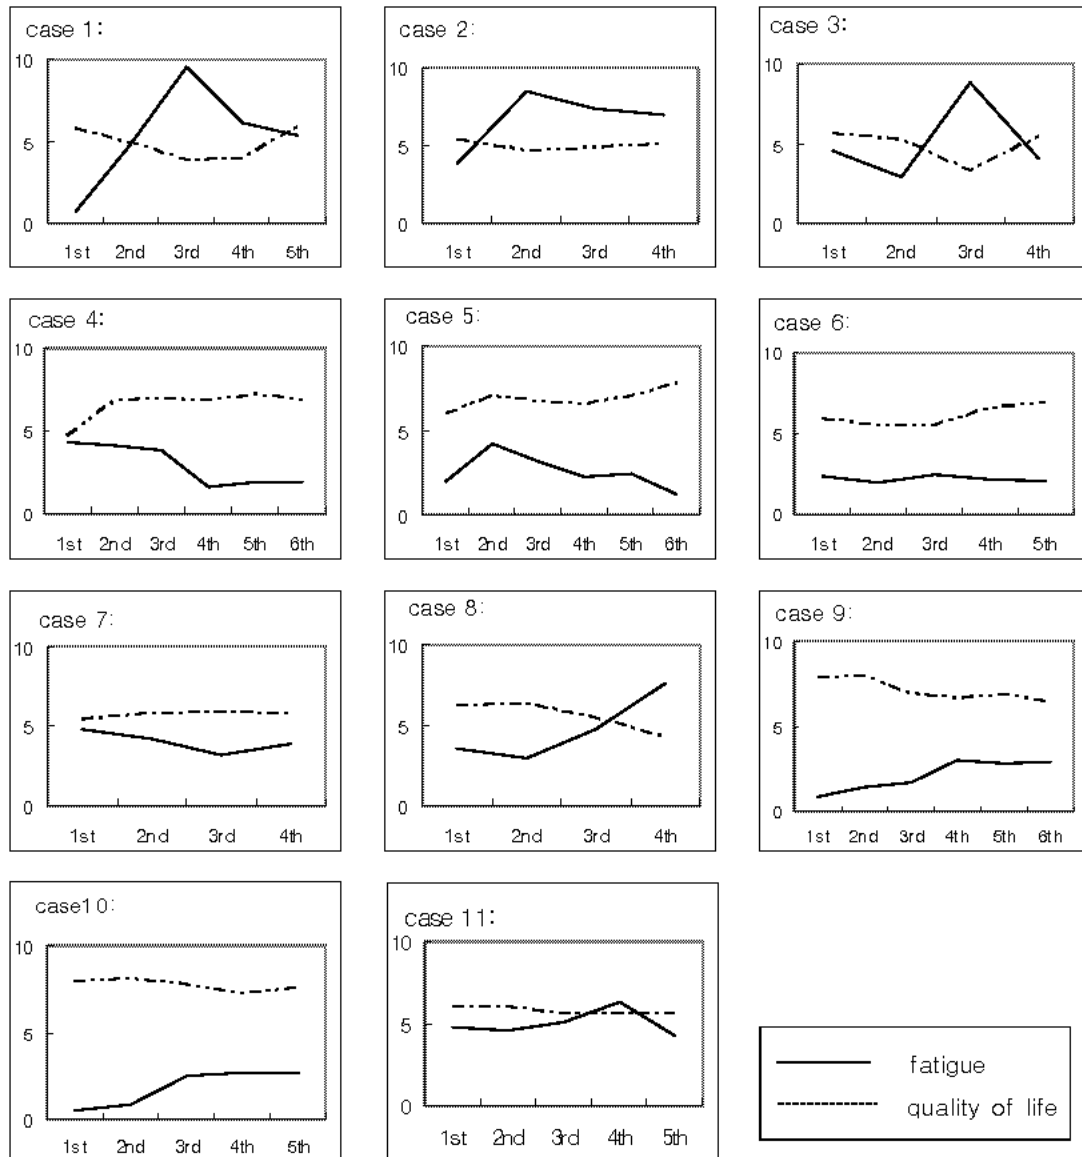 case 1:
10
5
0
1st 2nd 3rd 4th 5th
case 2:
10
5
0
1st 2nd 3rd 4th
case 3:
10
5
0
1st 2nd 3rd 4th
case 4:
10
5
0
1st 2nd 3rd 4th 5th 6th
case 5:
10
5
0
1st 2nd 3rd 4th 5th 6th
case 6:
10
5
0
1st 2nd 3rd 4th 5th
case 7:
10
5
0
1st 2nd 3rd 4th
case 8:
10
5
0
1st 2nd 3rd 4th
case 9:
10
5
0
1st 2nd 3rd 4th 5th 6th
case10:
10
5
0
1st 2nd 3rd 4th 5th
case 11:
10
5
0
1st 2nd 3rd 4th 5th
fatigue
quality of life